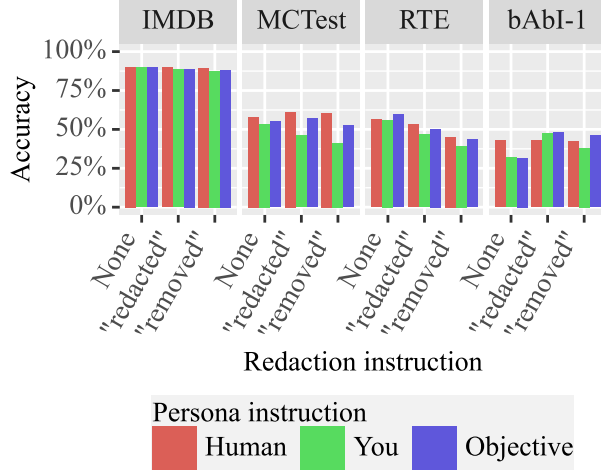 IMDB MCTest RTE bAbI-1
Accuracy
100%
75%
50%
25%
0%
None "redacted" "removed" None "redacted" "removed" None "redacted" "removed" None "redacted" "removed"
Redaction instruction
Persona instruction
Human You Objective